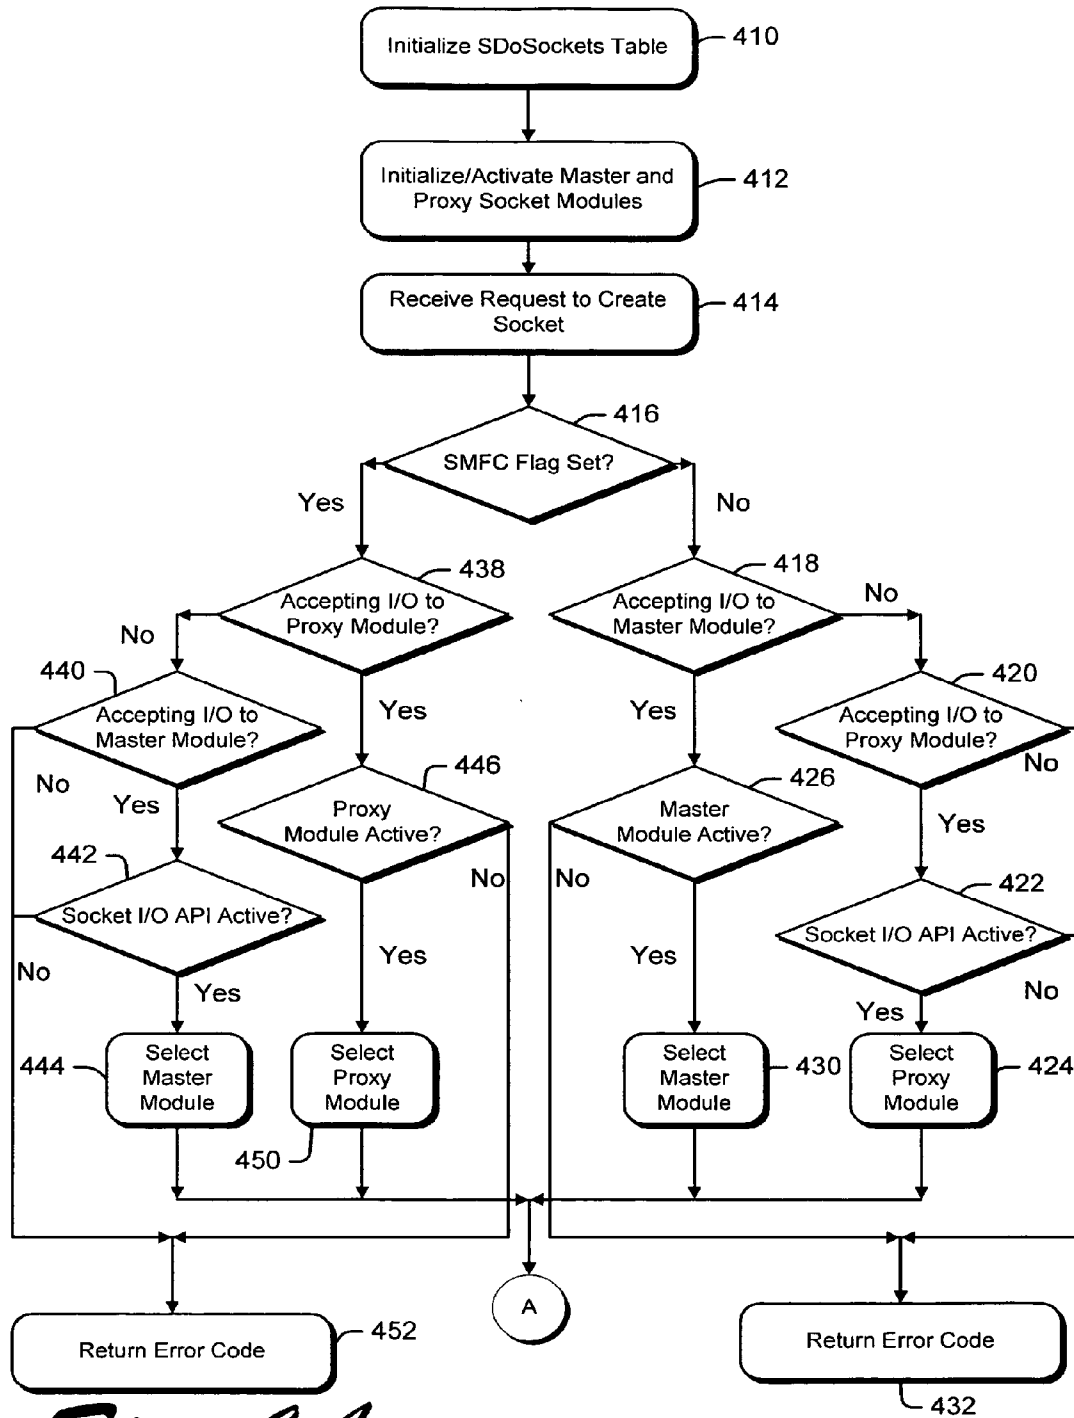 Initialize SDoSockets Table
410
Initialize/Activate Master and
Proxy Socket Modules
412
Receive Request to Create
Socket
414
416
SMFC Flag Set?
Yes
No
438
Accepting I/O to
Proxy Module?
418
Accepting I/O to
Master Module?
No
No
440
Accepting I/O to
Master Module?
Yes
Yes
420
Accepting I/O to
Proxy Module?
No
No
Yes
446
Proxy
Module Active?
426
Master
Module Active?
Yes
442
Socket I/O API Active?
No
No
422
Socket I/O API Active?
No
Yes
Yes
Yes
No
Yes
444
Select
Master
Module
Select
Proxy
Module
450
Select
Master
Module
430
Select
Proxy
Module
424
A
Return Error Code
452
Return Error Code
432